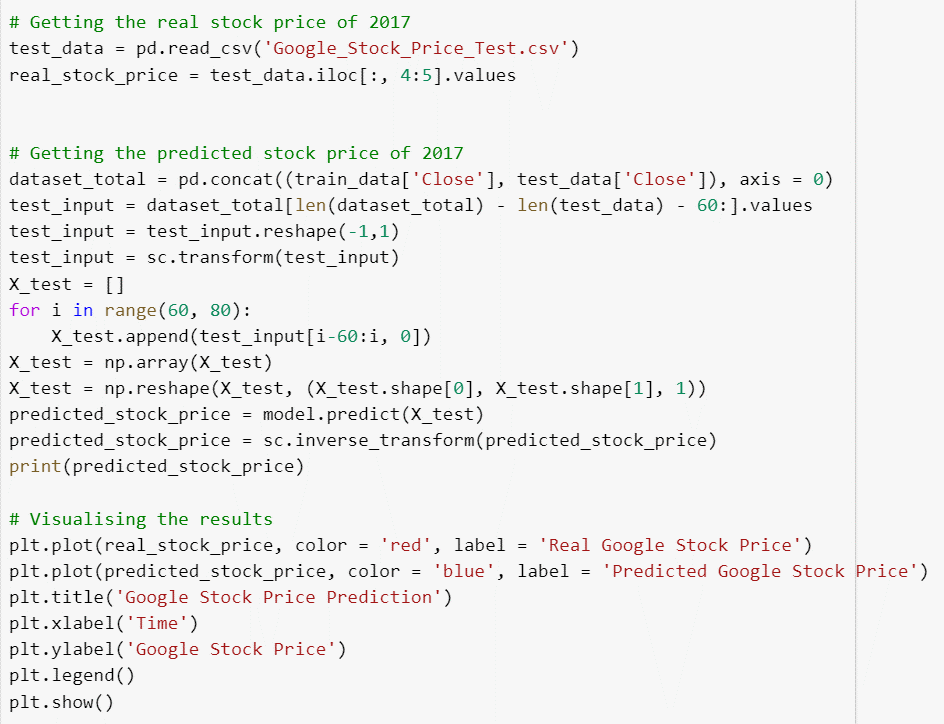 # Getting the real stock price of 2017
test_data = pd.read_csv('Google_Stock_Price_Test.csv')
real_stock_price = test_data.iloc[:, 4:5].values
# Getting the predicted stock price of 2017
dataset_total = pd.concat((train_data['Close'], test_data['Close']), axis = 0)
test_input = dataset_total[len(dataset_total) - len(test_data) - 60:].values
test_input = test_input.reshape(-1,1)
test_input = sc.transform(test_input)
X_test = []
for i in range(60, 80):
    X_test.append(test_input[i-60:i, 0])
X_test = np.array(X_test)
X_test = np.reshape(X_test, (X_test.shape[0], X_test.shape[1], 1))
predicted_stock_price = model.predict(X_test)
predicted_stock_price = sc.inverse_transform(predicted_stock_price)
print(predicted_stock_price)
# Visualising the results
plt.plot(real_stock_price, color = 'red', label = 'Real Google Stock Price')
plt.plot(predicted_stock_price, color = 'blue', label = 'Predicted Google Stock Price')
plt.title('Google Stock Price Prediction')
plt.xlabel('Time')
plt.ylabel('Google Stock Price')
plt.legend()
plt.show()